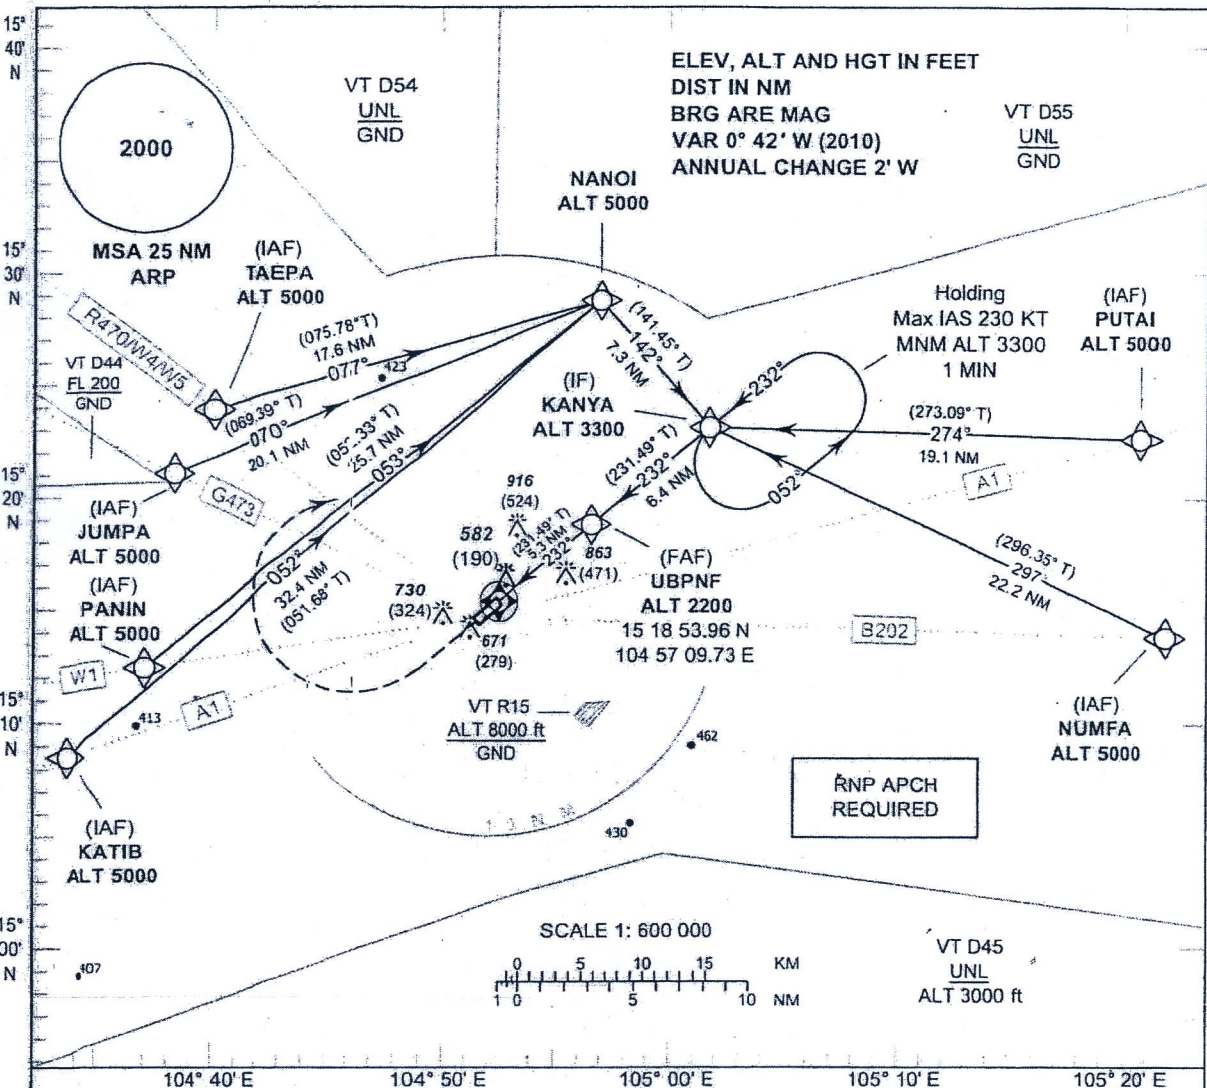 15°
40'
N
VT D54
UNL
GND
ELEV, ALT AND HGT IN FEET
DIST IN NM
BRG ARE MAG
VAR 0° 42' W (2010)
ANNUAL CHANGE 2' W
VT D55
UNL
GND
2000
MSA 25 NM
ARP
NANOI
ALT 5000
15°
30'
N
(IAF)
TAEPA
ALT 5000
R470/W4/W5
(075.78°T)
17.6 NM
077°
423
(141.45° T)
142°
7.3 NM
Holding
Max IAS 230 KT
MNM ALT 3300
1 MIN
(IAF)
PUTAI
ALT 5000
VT D44
FL 200
GND
(069.39° T)
070°
20.1 NM
25.7 NM
053°
(IF)
KANYA
ALT 3300
232°
052°
(273.09° T)
274°
19.1 NM
A1
15°
20'
N
(IAF)
JUMPA
ALT 5000
G473
916
(524)
(231.49° T)
232°
6.4 NM
582
(190)
(231.49° T)
5.3 NM
232°
863
(471)
(FAF)
UBPNF
ALT 2200
15 18 53.96 N
104 57 09.73 E
(296.35° T)
297°
22.2 NM
(IAF)
PANIN
ALT 5000
052°
32.4 NM
(051.68° T)
730
(324)
671
(279)
B202
W1
A1
15°
10'
N
413
VT R15
ALT 8000 ft
GND
462
(IAF)
NUMFA
ALT 5000
RNP APCH
REQUIRED
(IAF)
KATIB
ALT 5000
10 NM
430
15°
00'
N
407
SCALE 1: 600 000
0 5 10 15 KM
1 0 5 10 NM
VT D45
UNL
ALT 3000 ft
104° 40' E
104° 50' E
105° 00' E
105° 10' E
105° 20' E